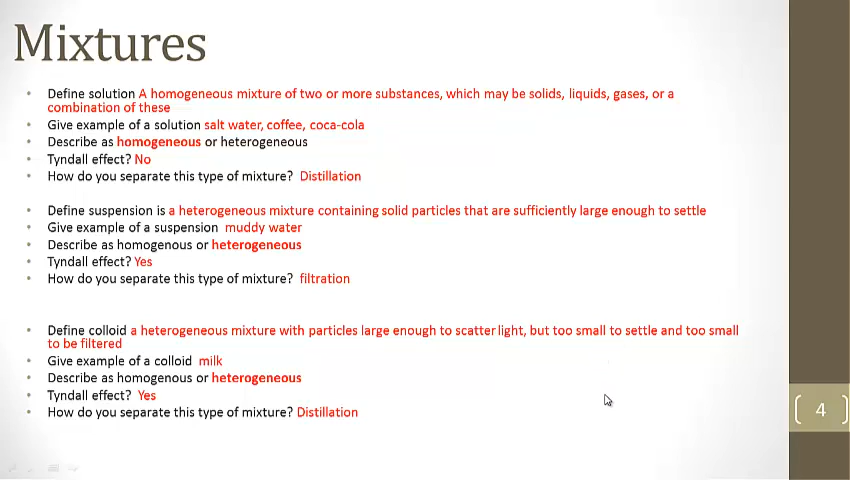 Mixtures
• Define solution A homogeneous mixture of two or more substances, which may be solids, liquids, gases, or a
combination of these
• Give example of a solution salt water, coffee, coca-cola
• Describe as homogeneous or heterogeneous
• Tyndall effect? No
• How do you separate this type of mixture? Distillation
• Define suspension is a heterogeneous mixture containing solid particles that are sufficiently large enough to settle
• Give example of a suspension muddy water
• Describe as homogenous or heterogeneous
• Tyndall effect? Yes
• How do you separate this type of mixture? filtration
• Define colloid a heterogeneous mixture with particles large enough to scatter light, but too small to settle and too small
to be filtered
• Give example of a colloid milk
• Describe as homogenous or heterogeneous
• Tyndall effect? Yes
• How do you separate this type of mixture? Distillation
4